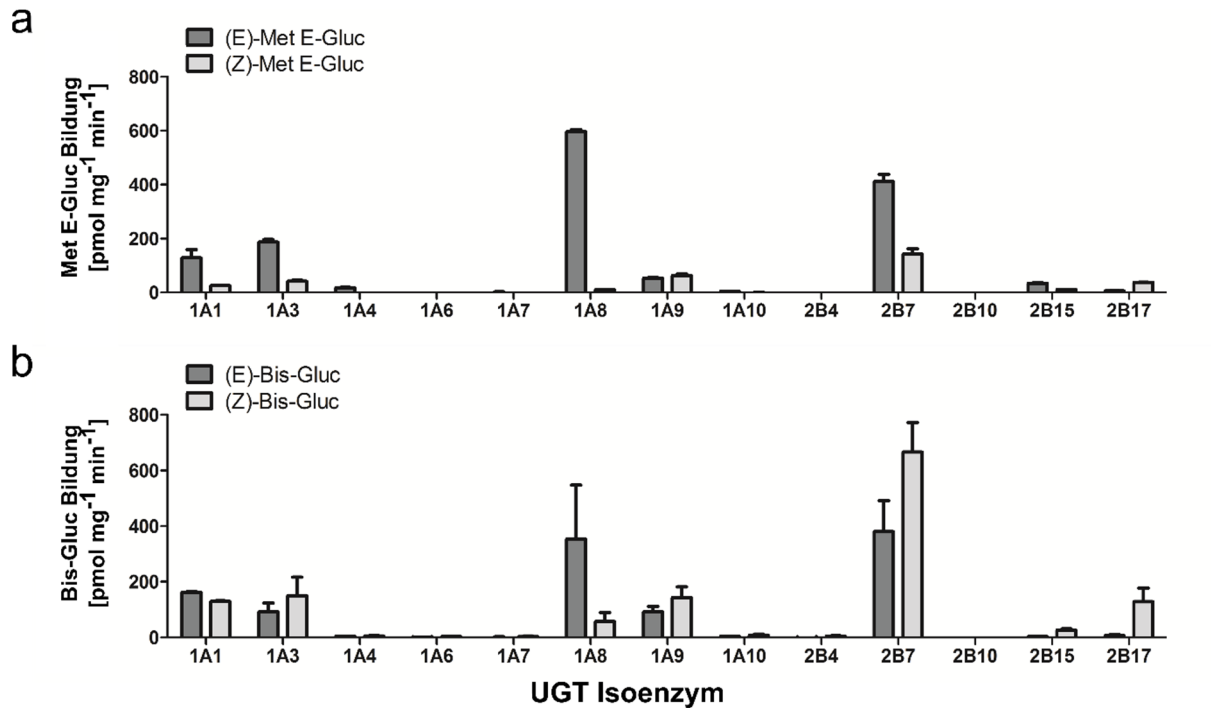 a
(E)-Met E-Gluc
(Z)-Met E-Gluc
Met E-Gluc Bildung
[pmol mg-1 min-1]
800
600
400
200
0
1A1 1A3 1A4 1A6 1A7 1A8 1A9 1A10 2B4 2B7 2B10 2B15 2B17
b
(E)-Bis-Gluc
(Z)-Bis-Gluc
Bis-Gluc Bildung
[pmol mg-1 min-1]
800
600
400
200
0
1A1 1A3 1A4 1A6 1A7 1A8 1A9 1A10 2B4 2B7 2B10 2B15 2B17
UGT Isoenzym